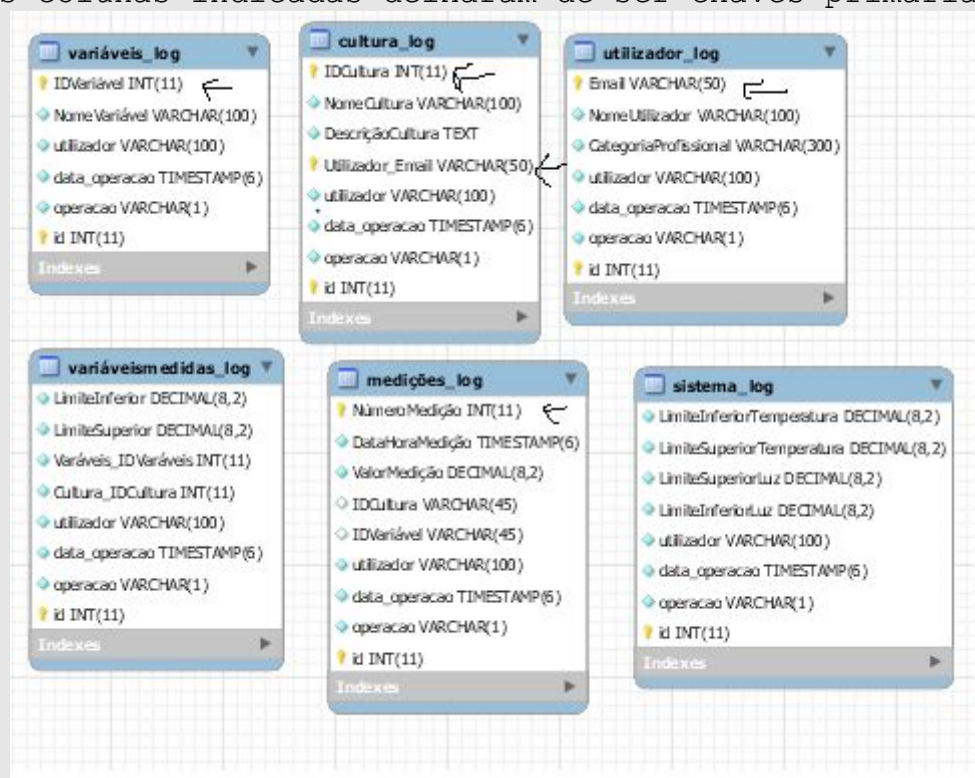 s colunas indicadas deixaram de ser chaves primária
variáveis_log
IDVariável INT(11)
NomeVariável VARCHAR(100)
utilizador VARCHAR(100)
data_operacao TIMESTAMP(6)
operacao VARCHAR(1)
id INT(11)
Indexes
cultura_log
IDCultura INT(11)
NomeCultura VARCHAR(100)
DescriçãoCultura TEXT
Utilizador_Email VARCHAR(50)
utilizador VARCHAR(100)
data_operacao TIMESTAMP(6)
operacao VARCHAR(1)
id INT(11)
Indexes
utilizador_log
Email VARCHAR(50)
NomeUtilizador VARCHAR(100)
CategoriaProfissional VARCHAR(300)
utilizador VARCHAR(100)
data_operacao TIMESTAMP(6)
operacao VARCHAR(1)
id INT(11)
Indexes
variáveismedidas_log
LimiteInferior DECIMAL(8,2)
LimiteSuperior DECIMAL(8,2)
Varáveis_IDVaráveis INT(11)
Cultura_IDCultura INT(11)
utilizador VARCHAR(100)
data_operacao TIMESTAMP(6)
operacao VARCHAR(1)
id INT(11)
Indexes
medições_log
NúmeroMedição INT(11)
DataHoraMedição TIMESTAMP(6)
ValorMedição DECIMAL(8,2)
IDCultura VARCHAR(45)
IDVariável VARCHAR(45)
utilizador VARCHAR(100)
data_operacao TIMESTAMP(6)
operacao VARCHAR(1)
id INT(11)
Indexes
sistema_log
LimiteInferiorTemperatura DECIMAL(8,2)
LimiteSuperiorTemperatura DECIMAL(8,2)
LimiteSuperiorLuz DECIMAL(8,2)
LimiteInferiorLuz DECIMAL(8,2)
utilizador VARCHAR(100)
data_operacao TIMESTAMP(6)
operacao VARCHAR(1)
id INT(11)
Indexes